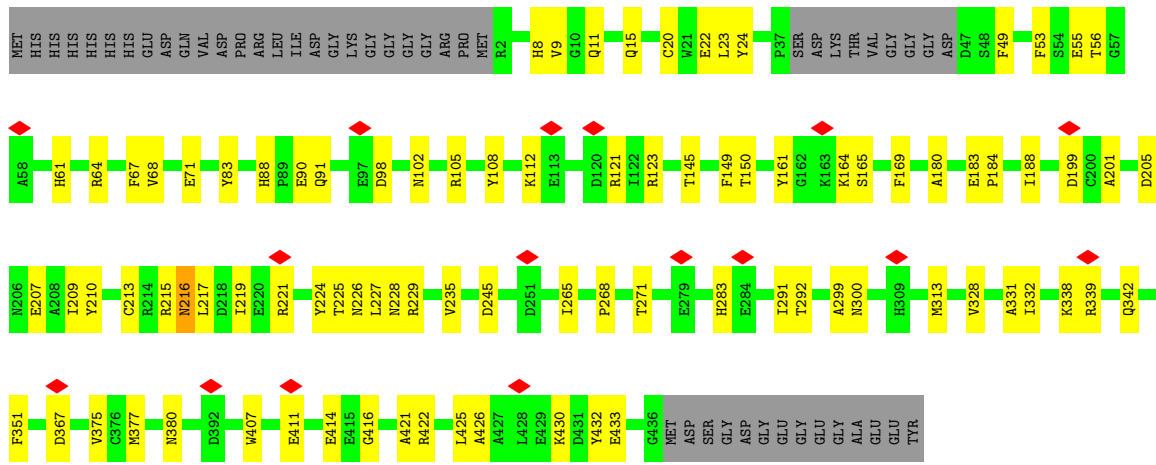 MET HIS HIS HIS HIS HIS HIS GLU ASP GLN VAL ASP PRO ARG LEU ILE ASP GLY LYS GLY GLY GLY GLY ARG PRO MET R2 H8 V9 G10 Q11 Q15 C20 W21 E22 L23 Y24 P37 SER ASP LYS THR VAL GLY GLY GLY ASP D47 S48 F49 F53 S54 E55 T56 G57
A58 H61 R64 F67 V68 E71 Y83 H88 P89 E90 Q91 E97 D98 N102 R105 Y108 K112 E113 D120 R121 I122 R123 T145 F149 T150 Y161 G162 K163 K164 S165 F169 A180 E183 P184 I188 D199 C200 A201 D205
N206 E207 A208 I209 Y210 C213 R214 R215 N216 L217 D218 I219 E220 R221 Y224 T225 N226 L227 N228 R229 V235 D245 D251 I265 P268 T271 E279 H283 E284 I291 T292 A299 N300 H309 M313 V328 A331 I332 K338 R339 Q342
F351 D367 V375 C376 M377 N380 D392 W407 E411 E414 E415 G416 A421 R422 L425 A426 A427 L428 E429 K430 D431 Y432 E433 G436 MET ASP SER GLY ASP GLY GLU GLY GLU GLY ALA GLU GLU TYR